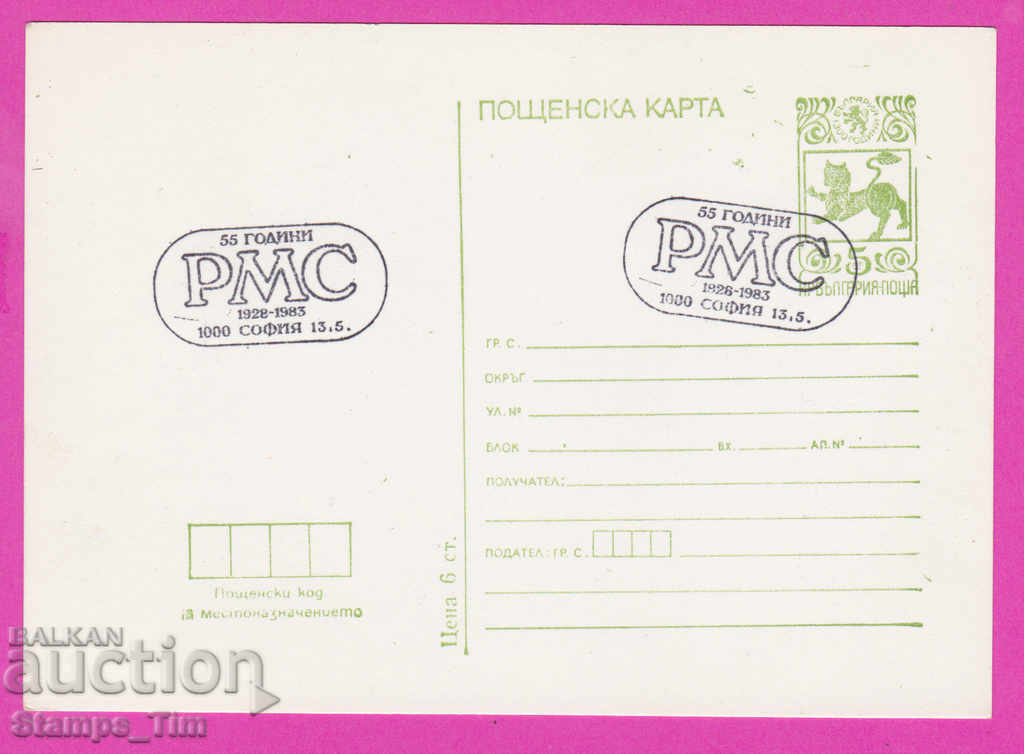 ПОЩЕНСКА КАРТА
БЪЛГАРИЯ
5
НР БЪЛГАРИЯ·ПОЩА
55 ГОДИНИ
РМС
1928-1983
1000 СОФИЯ 13.5.
55 ГОДИНИ
РМС
1928-1983
1000 СОФИЯ 13.5.
ГР. С.
ОКРЪГ
УЛ. №
БЛОК ВХ. АП. №
ПОЛУЧАТЕЛ:
ПОДАТЕЛ: ГР. С.
Цена 6 ст.
Пощенски код
на местоназначението
BALKAN
auction
Stamps_Tim